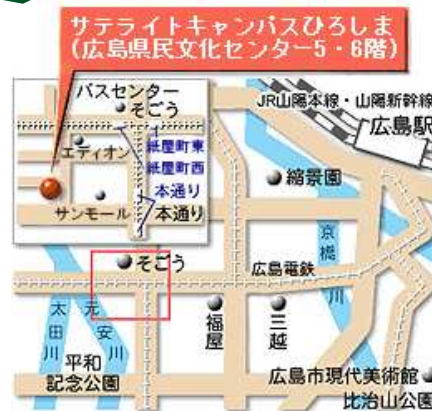 サテライトキャンパスひろしま
(広島県民文化センター5・6階)
バスセンター
そごう
エディオン
紙屋町東
紙屋町西
本通り
サンモール
本通り
JR山陽本線・山陽新幹線
広島駅
縮景園
京橋川
そごう
広島電鉄
太田川
元安川
平和
記念公園
福屋
三越
広島市現代美術館
比治山公園